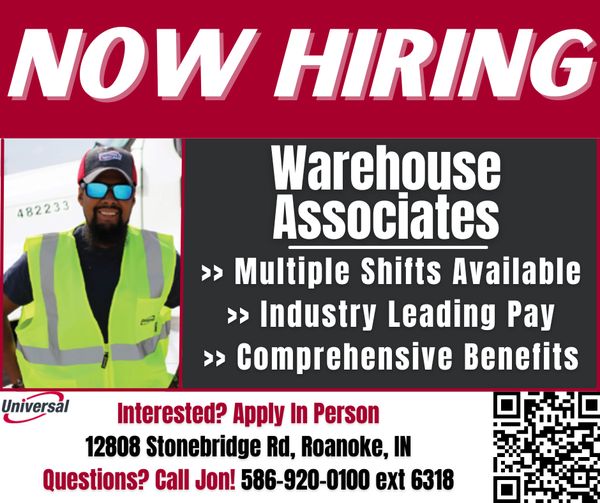 NOW HIRING
482233
Warehouse
Associates
>> Multiple Shifts Available
>> Industry Leading Pay
>> Comprehensive Benefits
Universal
Interested? Apply In Person
12808 Stonebridge Rd, Roanoke, IN
Questions? Call Jon! 586-920-0100 ext 6318